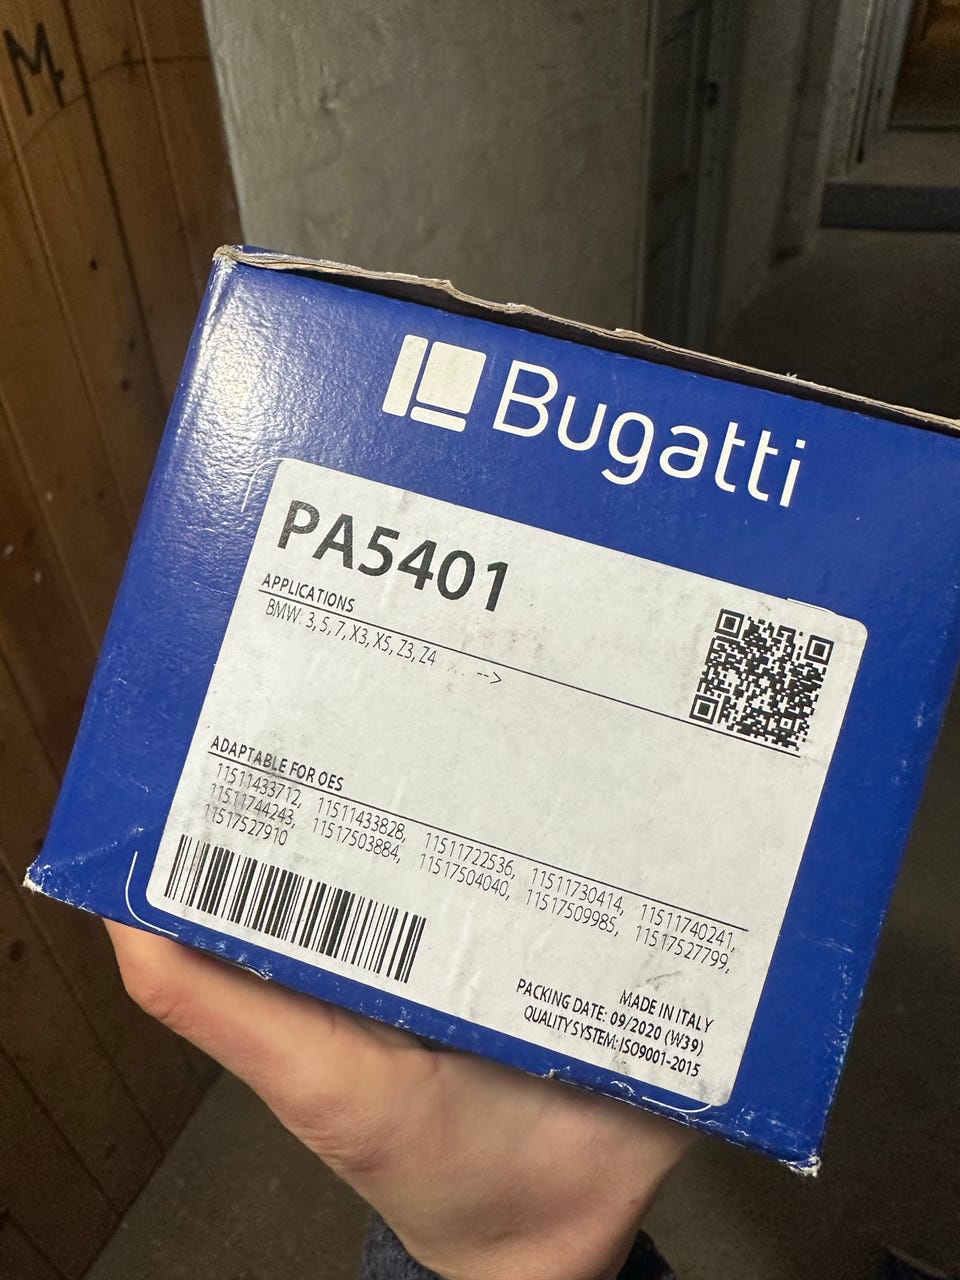 M
Bugatti
PA5401
APPLICATIONS
BMW: 3, 5, 7, X3, X5, Z3, Z4 -->
ADAPTABLE FOR OES
11511433712, 11511433828, 11511722536, 11511730414, 11511740241,
11511744243, 11517503884, 11517504040, 11517509985, 11517527799,
11517527910
MADE IN ITALY
PACKING DATE: 09/2020 (W39)
QUALITY SYSTEM: ISO9001-2015